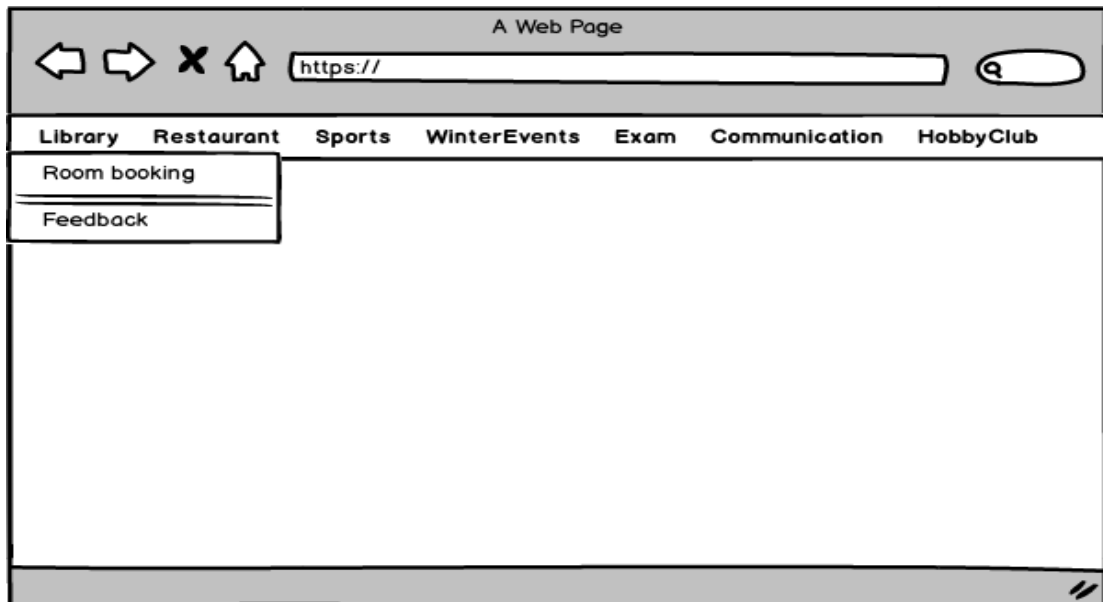 A Web Page
https://
Library Restaurant Sports WinterEvents Exam Communication HobbyClub
Room booking
Feedback